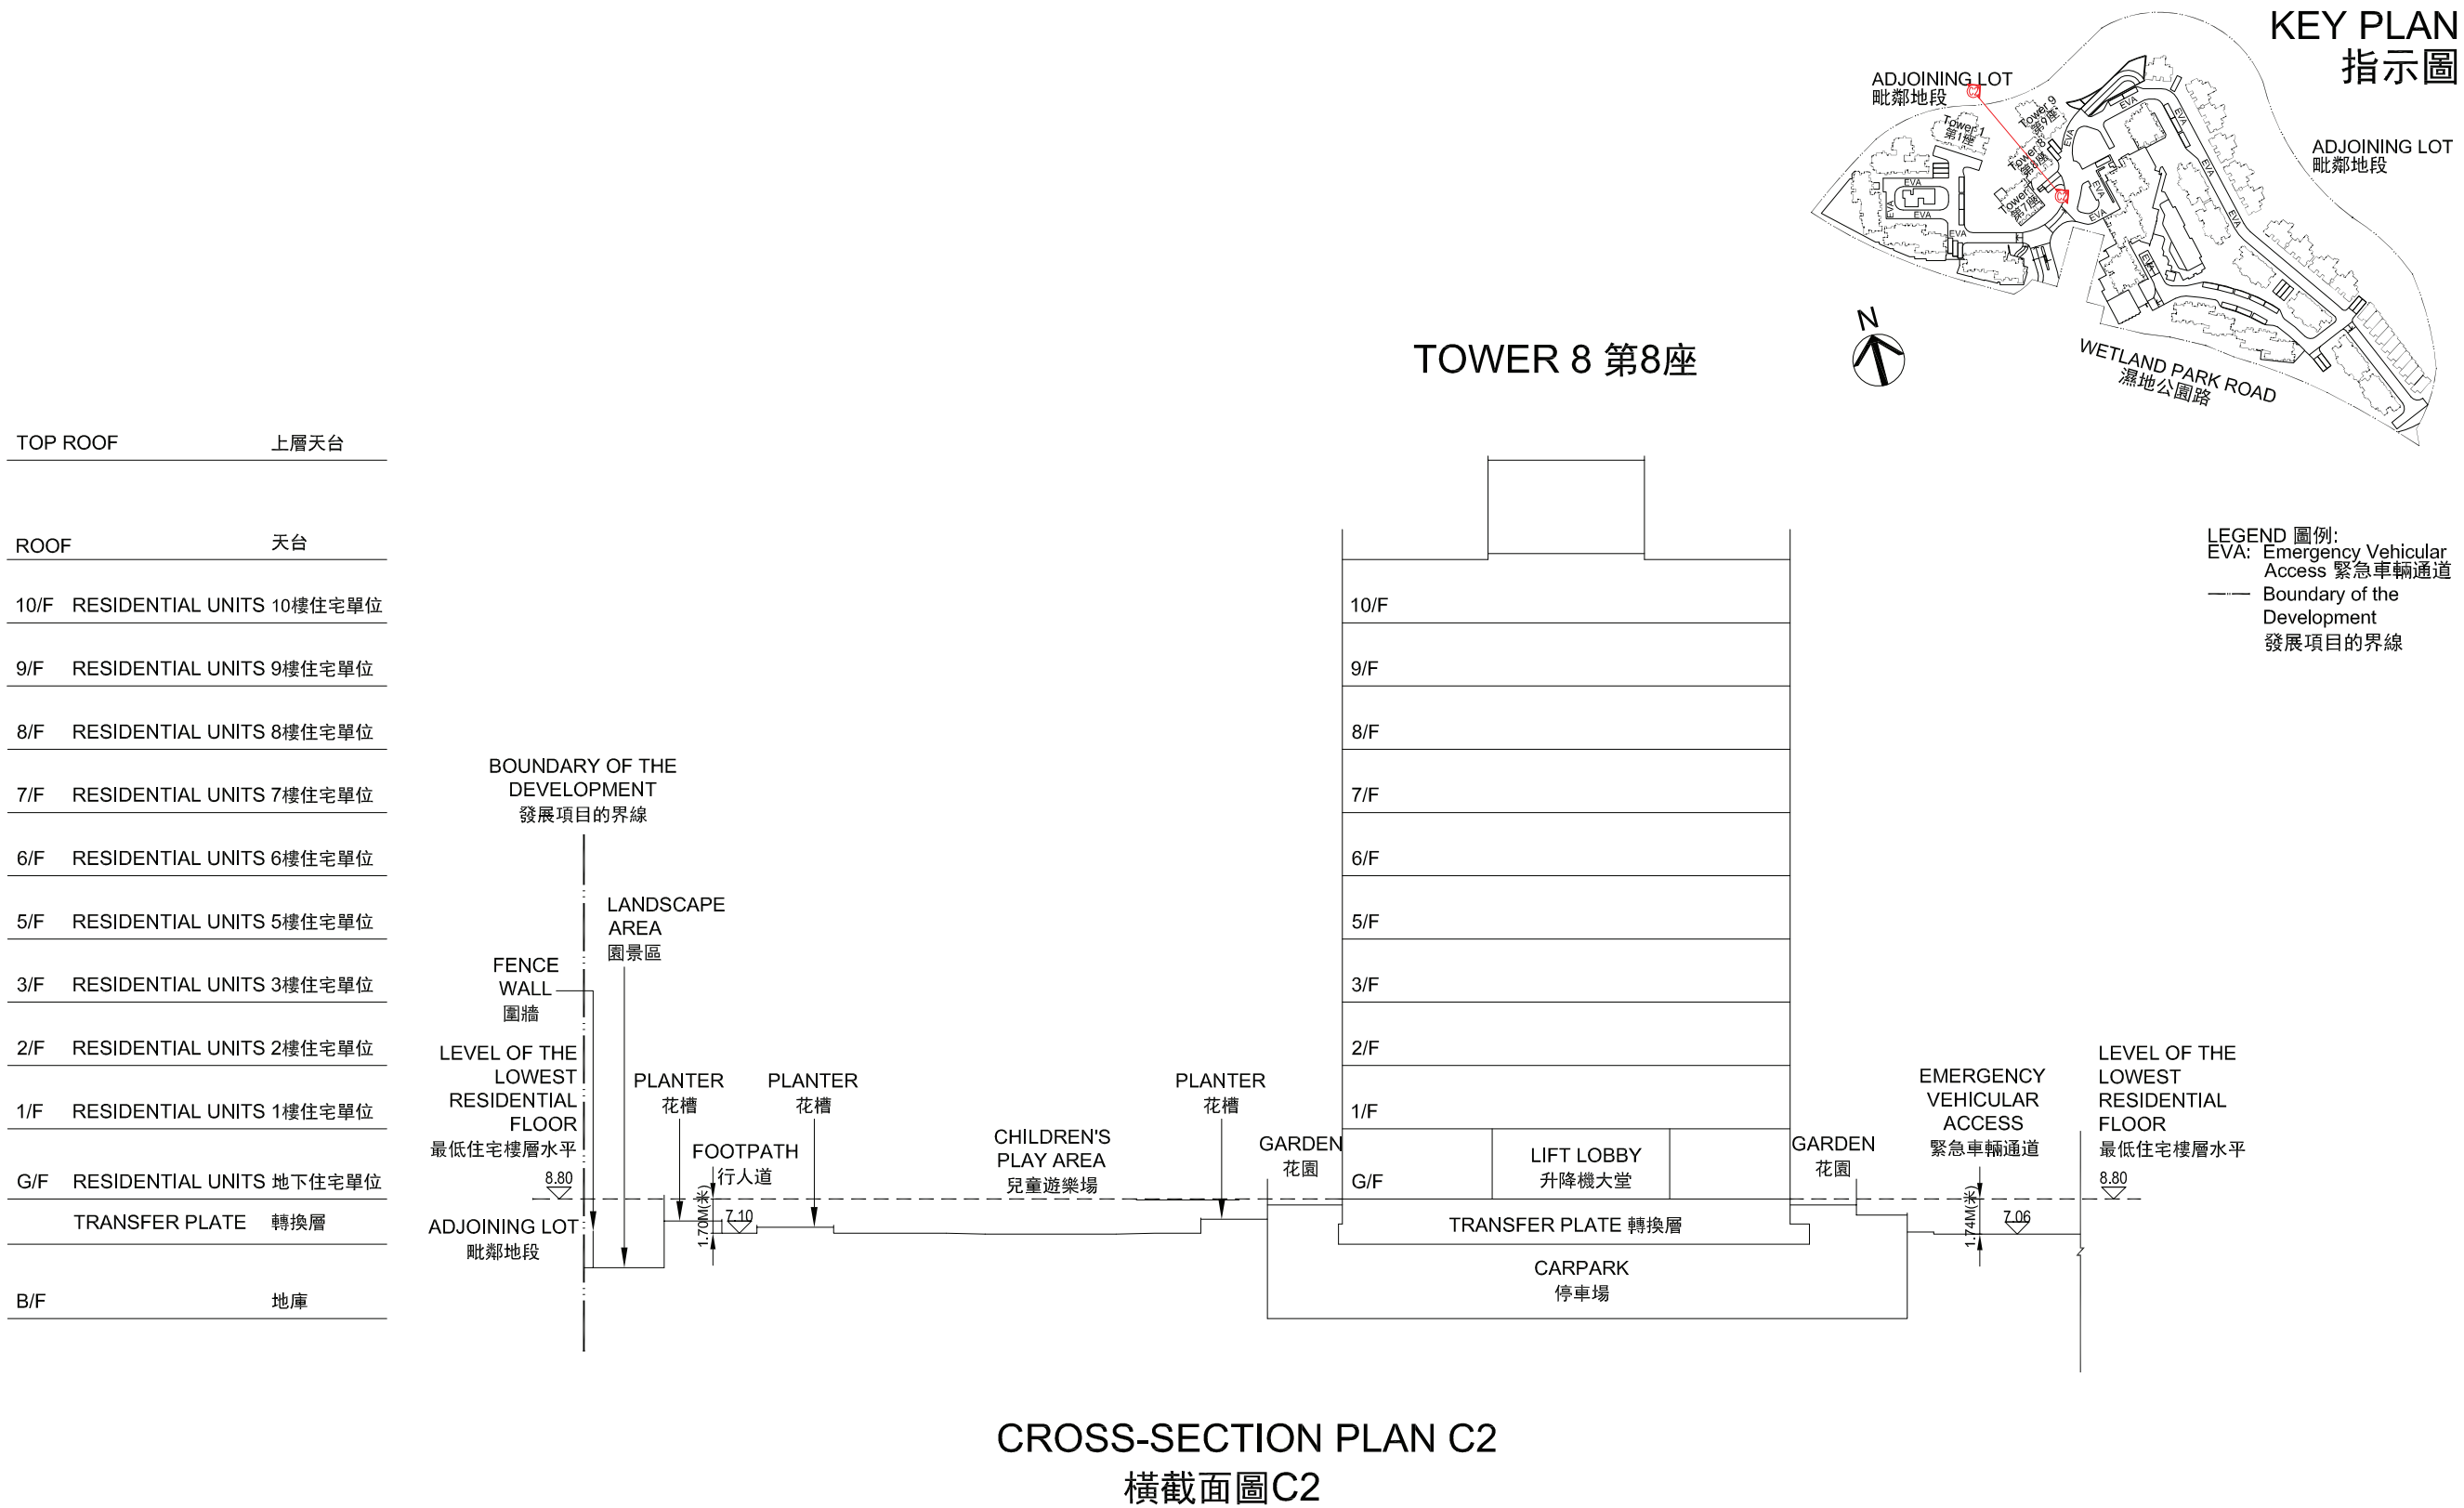 KEY PLAN
指示圖
ADJOINING LOT
毗鄰地段
ADJOINING LOT
毗鄰地段
Tower 1
第1座
Tower 9
第9座
Tower 8
第8座
Tower 7
第7座
EVA
EVA
EVA
EVA
EVA
EVA
EVA
EVA
EVA
EVA
EVA
EVA
WETLAND PARK ROAD
濕地公園路
N
TOWER 8 第8座
LEGEND 圖例:
EVA: Emergency Vehicular
Access 緊急車輛通道
Boundary of the
Development
發展項目的界線
TOP ROOF 上層天台
ROOF 天台
10/F RESIDENTIAL UNITS 10樓住宅單位
9/F RESIDENTIAL UNITS 9樓住宅單位
8/F RESIDENTIAL UNITS 8樓住宅單位
7/F RESIDENTIAL UNITS 7樓住宅單位
6/F RESIDENTIAL UNITS 6樓住宅單位
5/F RESIDENTIAL UNITS 5樓住宅單位
3/F RESIDENTIAL UNITS 3樓住宅單位
2/F RESIDENTIAL UNITS 2樓住宅單位
1/F RESIDENTIAL UNITS 1樓住宅單位
G/F RESIDENTIAL UNITS 地下住宅單位
TRANSFER PLATE 轉換層
B/F 地庫
BOUNDARY OF THE
DEVELOPMENT
發展項目的界線
LANDSCAPE
AREA
園景區
FENCE
WALL
圍牆
LEVEL OF THE
LOWEST
RESIDENTIAL
FLOOR
最低住宅樓層水平
8.80
ADJOINING LOT
毗鄰地段
PLANTER
花槽
FOOTPATH
行人道
1.70M(米)
7.10
PLANTER
花槽
CHILDREN'S
PLAY AREA
兒童遊樂場
PLANTER
花槽
GARDEN
花園
10/F
9/F
8/F
7/F
6/F
5/F
3/F
2/F
1/F
G/F
LIFT LOBBY
升降機大堂
TRANSFER PLATE 轉換層
CARPARK
停車場
GARDEN
花園
EMERGENCY
VEHICULAR
ACCESS
緊急車輛通道
1.74M(米)
7.06
LEVEL OF THE
LOWEST
RESIDENTIAL
FLOOR
最低住宅樓層水平
8.80
CROSS-SECTION PLAN C2
橫截面圖C2